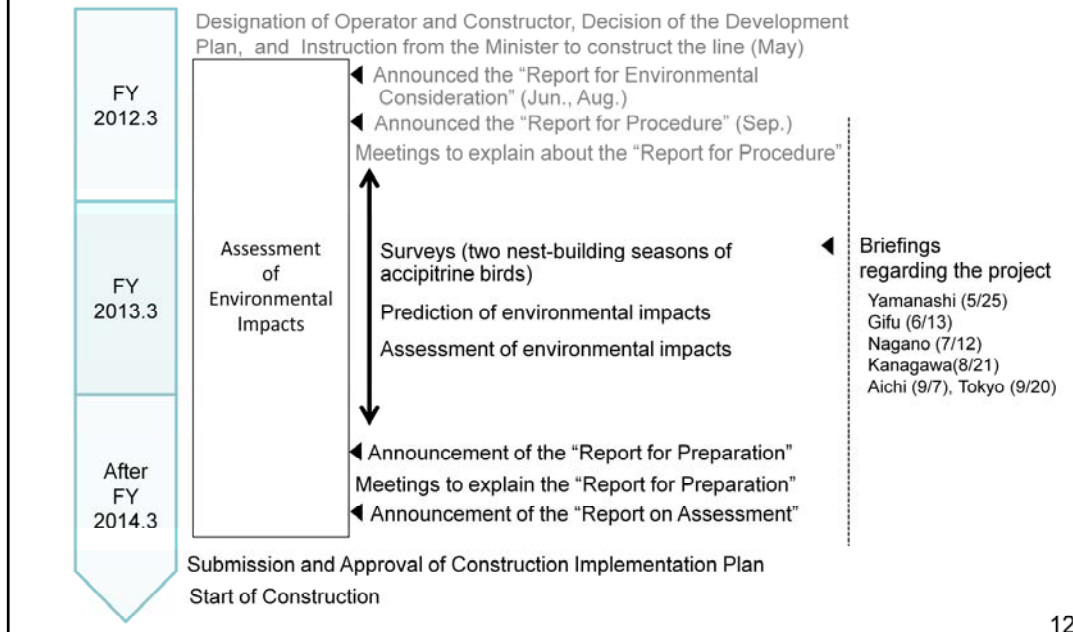 Designation of Operator and Constructor, Decision of the Development
Plan, and Instruction from the Minister to construct the line (May)
FY
2012.3
Announced the “Report for Environmental
Consideration” (Jun., Aug.)
Announced the “Report for Procedure” (Sep.)
Meetings to explain about the “Report for Procedure”
FY
2013.3
Assessment
of
Environmental
Impacts
Surveys (two nest-building seasons of
accipitrine birds)
Prediction of environmental impacts
Assessment of environmental impacts
Briefings
regarding the project
Yamanashi (5/25)
Gifu (6/13)
Nagano (7/12)
Kanagawa(8/21)
Aichi (9/7), Tokyo (9/20)
After
FY
2014.3
Announcement of the “Report for Preparation”
Meetings to explain the “Report for Preparation”
Announcement of the “Report on Assessment”
Submission and Approval of Construction Implementation Plan
Start of Construction
12